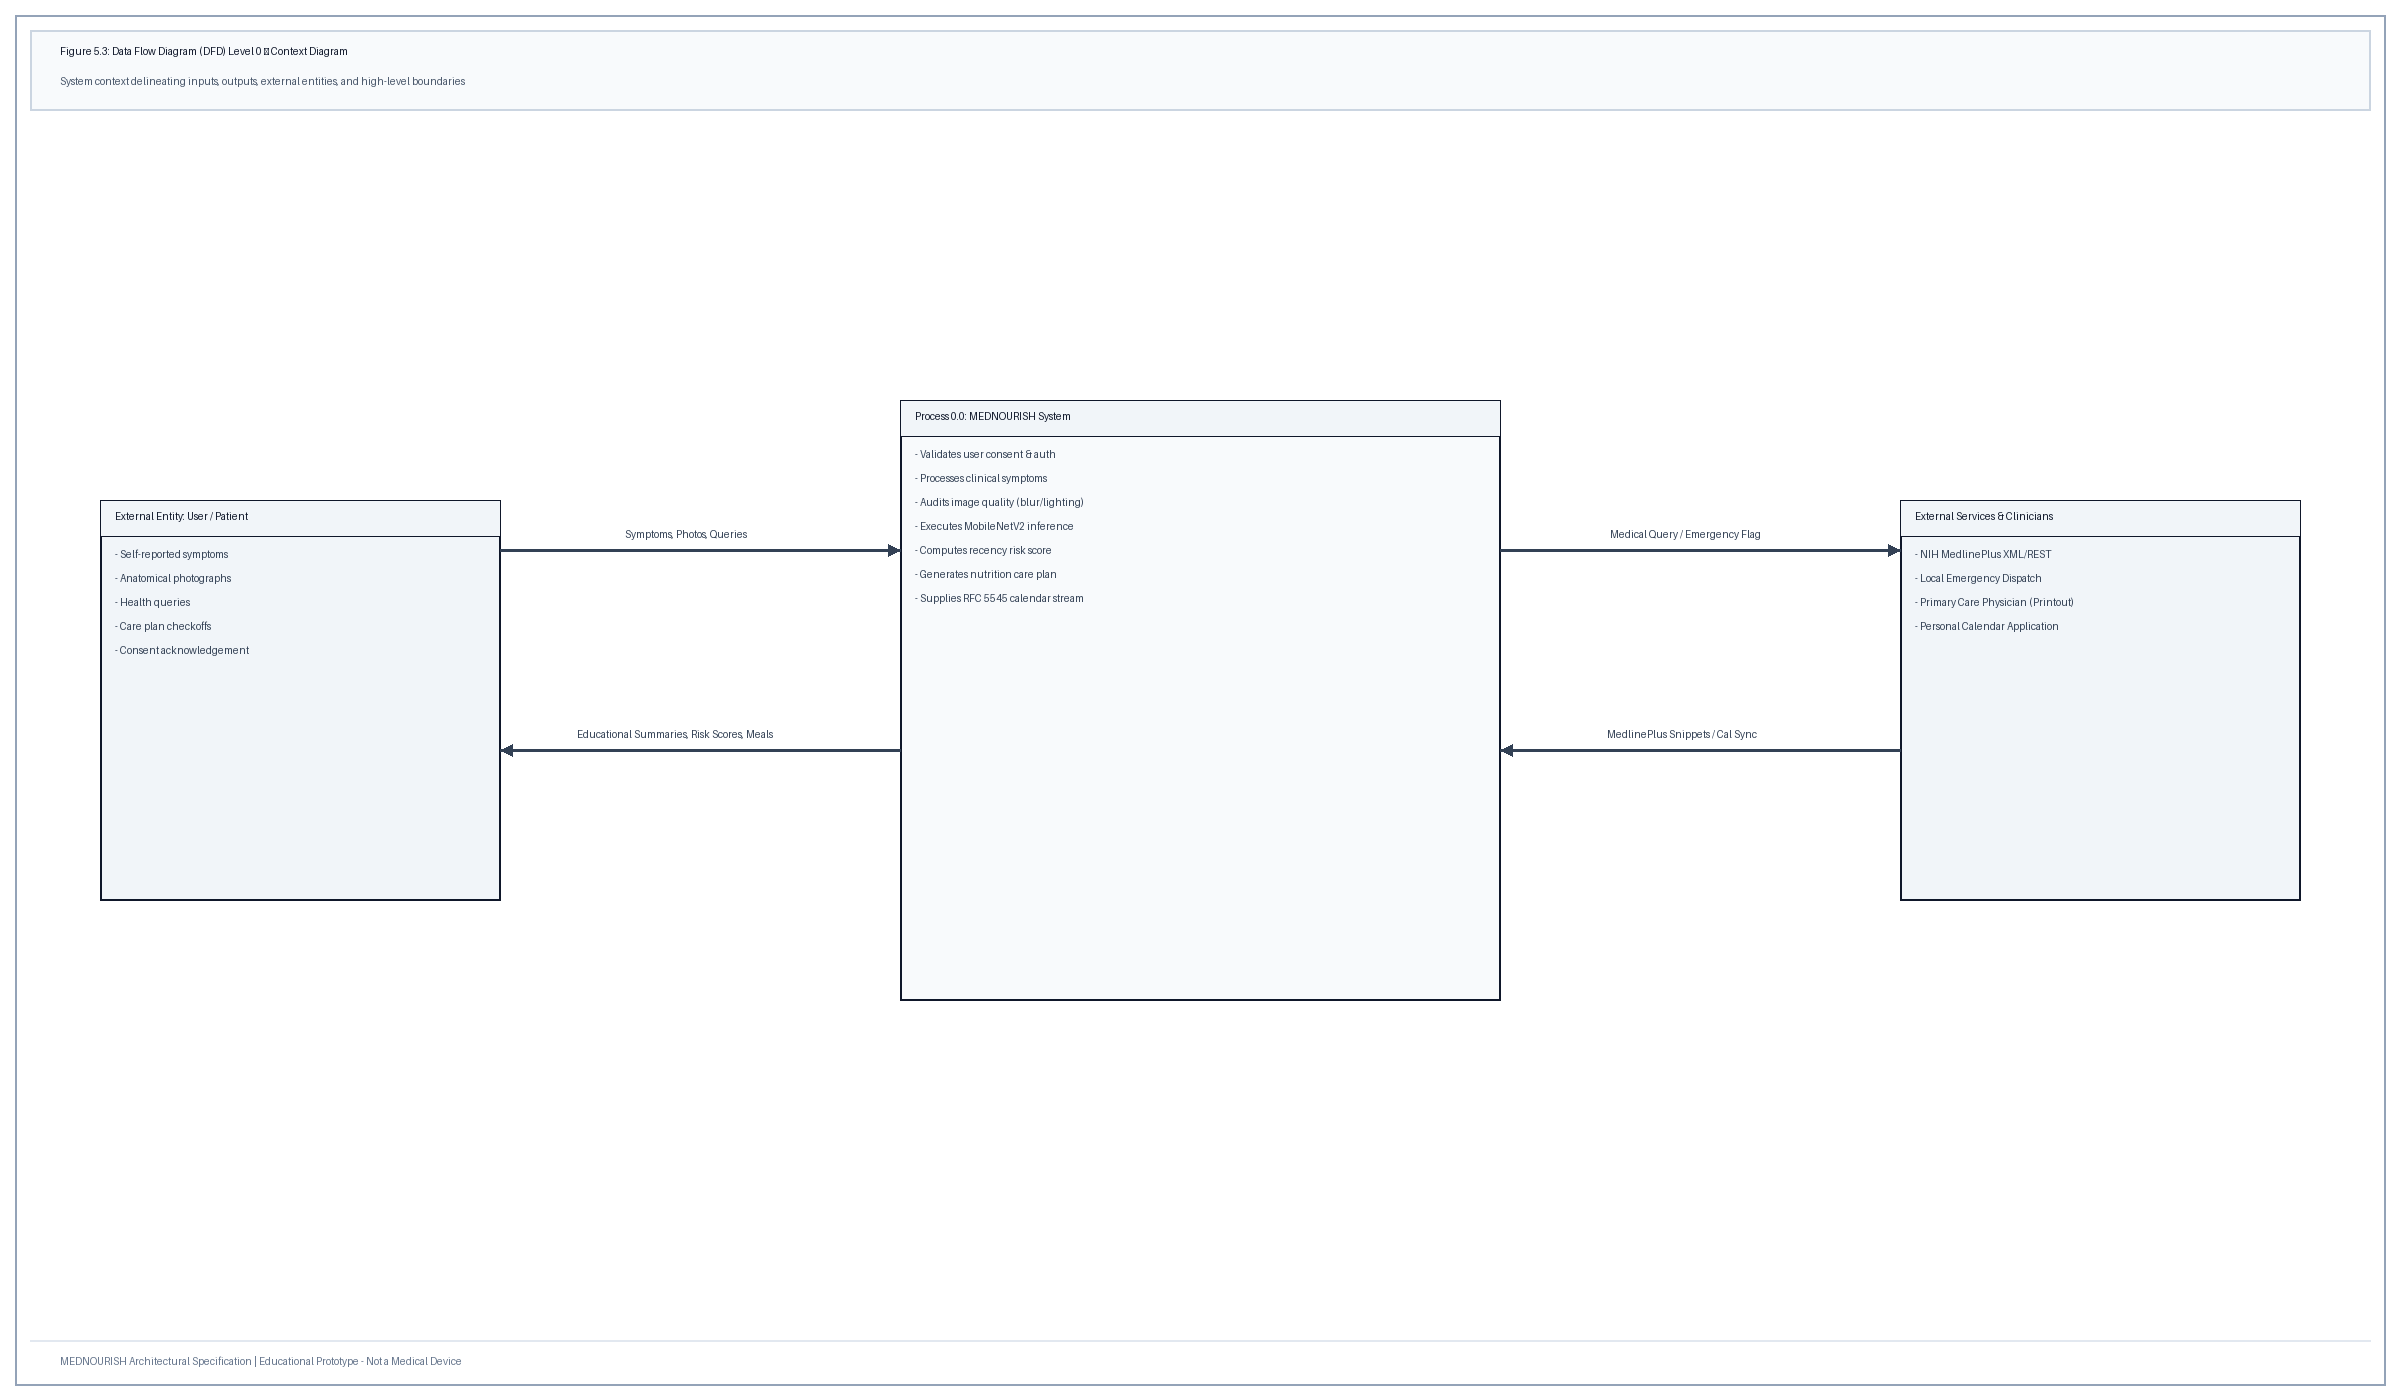 Figure 5.3: Data Flow Diagram (DFD) Level 0 Context Diagram
System context delineating inputs, outputs, external entities, and high-level boundaries
External Entity: User / Patient
- Self-reported symptoms
- Anatomical photographs
- Health queries
- Care plan checkoffs
- Consent acknowledgement
Symptoms, Photos, Queries
Educational Summaries, Risk Scores, Meals
Process 0.0: MEDNOURISH System
- Validates user consent & auth
- Processes clinical symptoms
- Audits image quality (blur/lighting)
- Executes MobileNetV2 inference
- Computes recency risk score
- Generates nutrition care plan
- Supplies RFC 5545 calendar stream
Medical Query / Emergency Flag
MedlinePlus Snippets / Cal Sync
External Services & Clinicians
- NIH MedlinePlus XML/REST
- Local Emergency Dispatch
- Primary Care Physician (Printout)
- Personal Calendar Application
MEDNOURISH Architectural Specification | Educational Prototype - Not a Medical Device